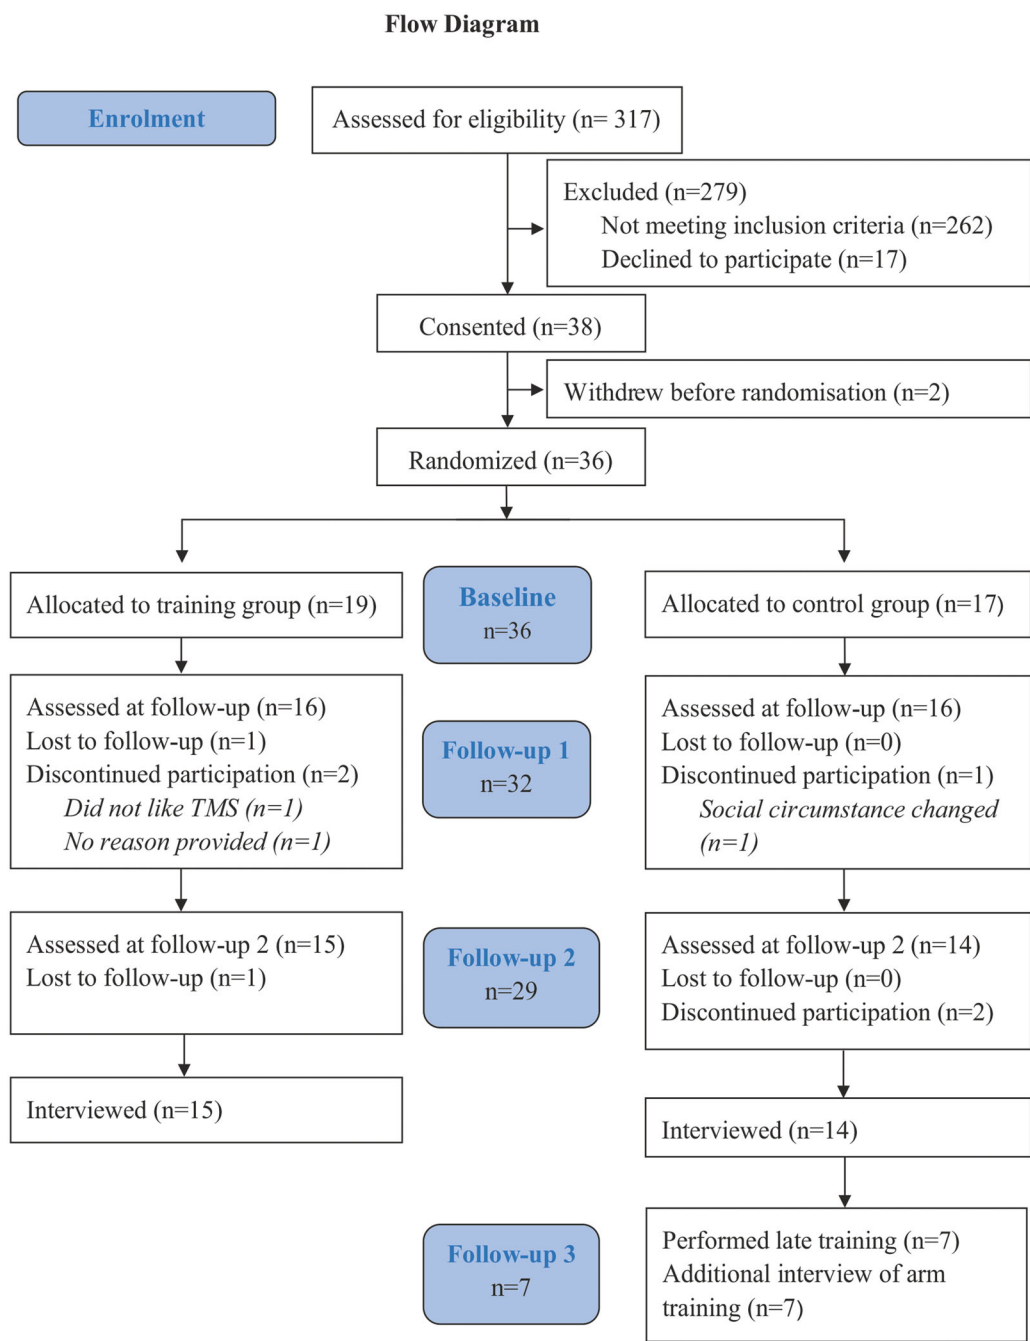 Flow Diagram
Enrolment
Assessed for eligibility (n= 317)
Excluded (n=279)
Not meeting inclusion criteria (n=262)
Declined to participate (n=17)
Consented (n=38)
Withdrew before randomisation (n=2)
Randomized (n=36)
Allocated to training group (n=19)
Baseline
n=36
Allocated to control group (n=17)
Assessed at follow-up (n=16)
Lost to follow-up (n=1)
Discontinued participation (n=2)
Did not like TMS (n=1)
No reason provided (n=1)
Follow-up 1
n=32
Assessed at follow-up (n=16)
Lost to follow-up (n=0)
Discontinued participation (n=1)
Social circumstance changed
(n=1)
Assessed at follow-up 2 (n=15)
Lost to follow-up (n=1)
Follow-up 2
n=29
Assessed at follow-up 2 (n=14)
Lost to follow-up (n=0)
Discontinued participation (n=2)
Interviewed (n=15)
Interviewed (n=14)
Follow-up 3
n=7
Performed late training (n=7)
Additional interview of arm
training (n=7)